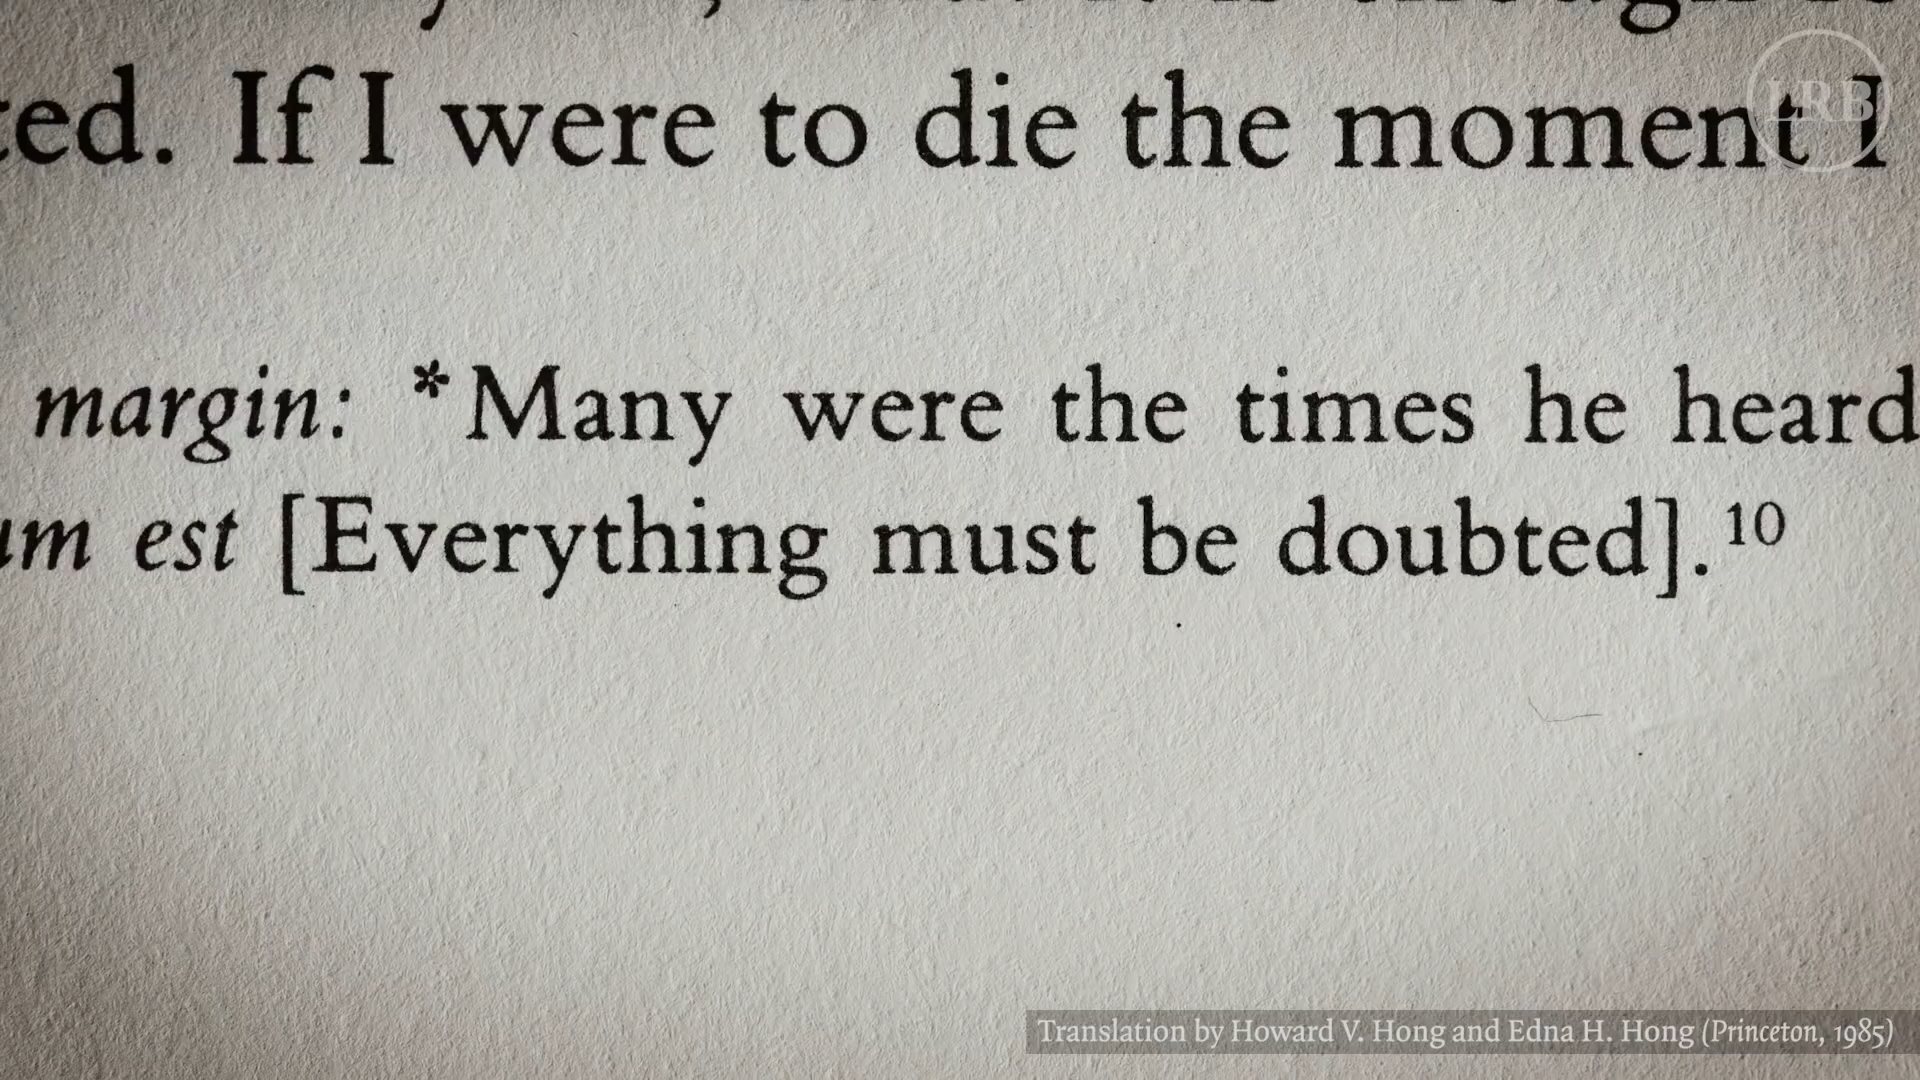 ted. If I were to die the moment I
LRB
margin: *Many were the times he heard
um est [Everything must be doubted].10
Translation by Howard V. Hong and Edna H. Hong (Princeton, 1985)